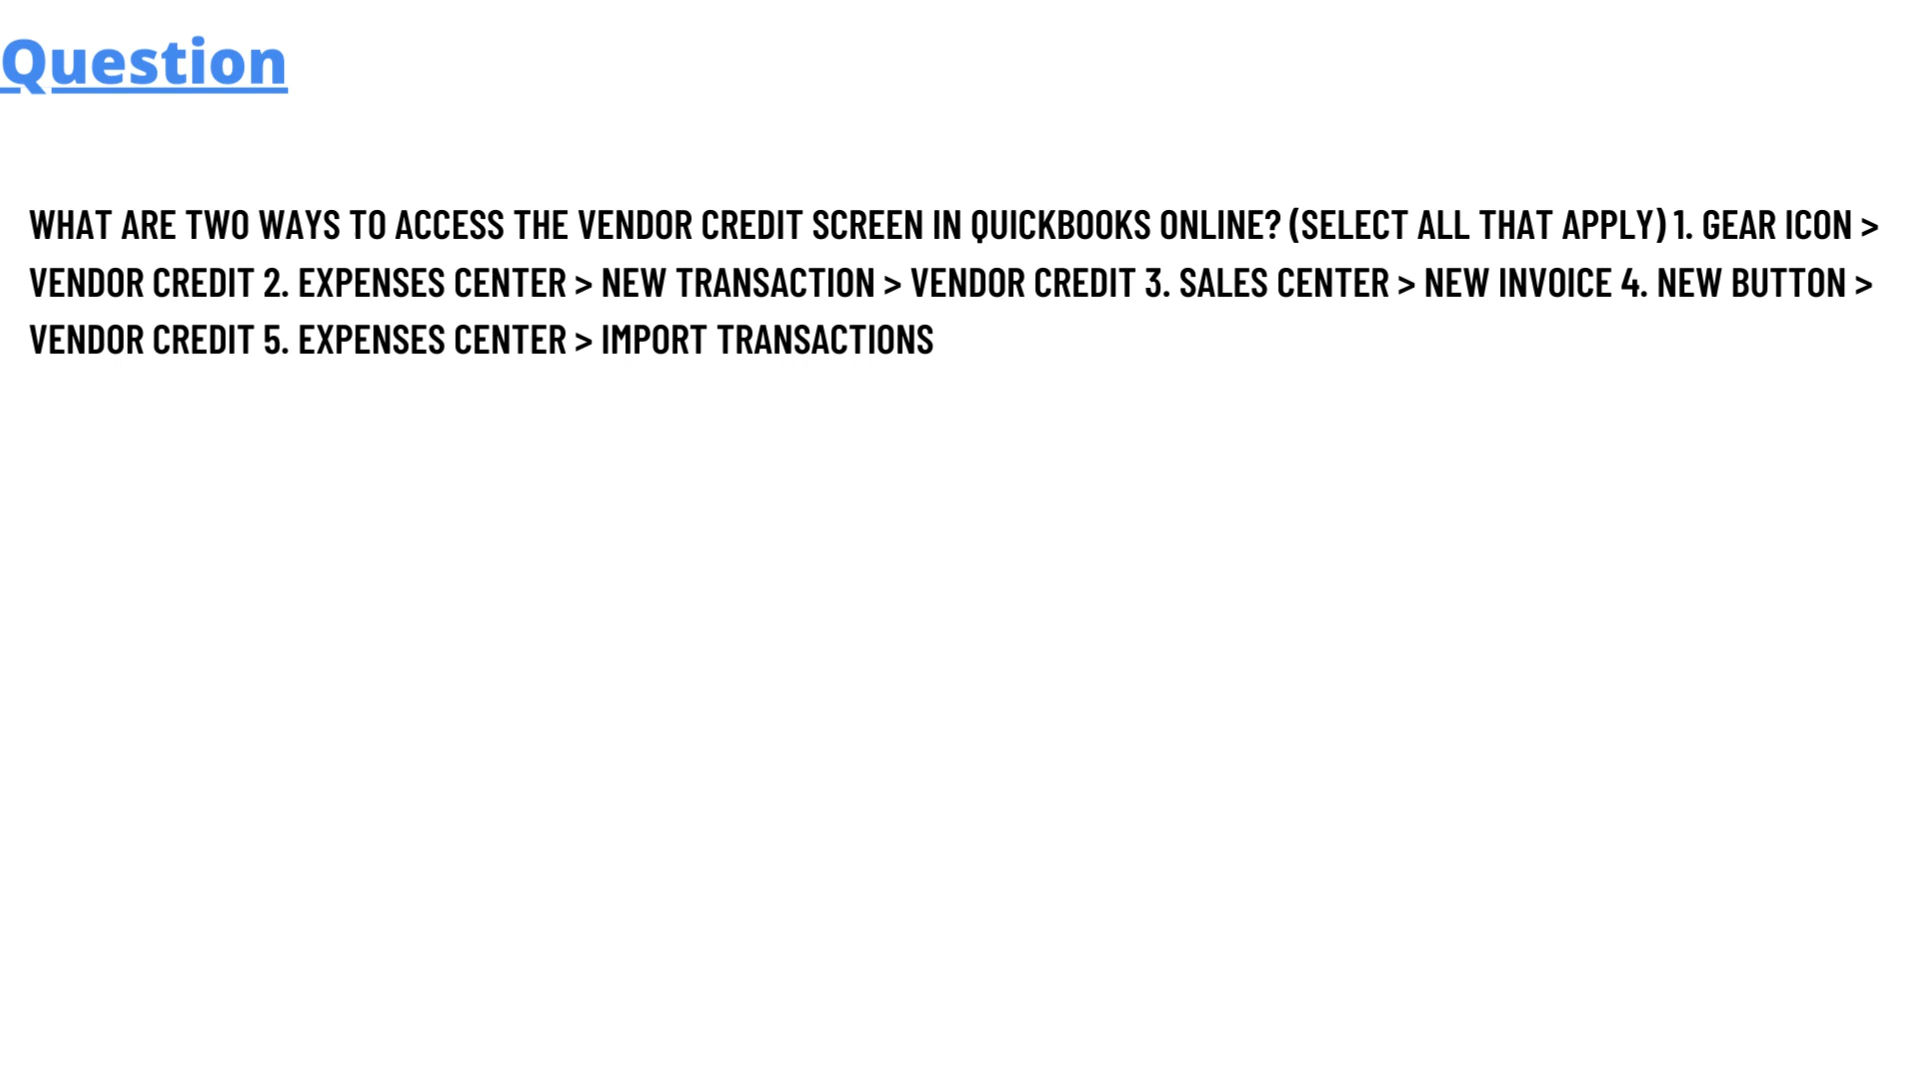 Question
WHAT ARE TWO WAYS TO ACCESS THE VENDOR CREDIT SCREEN IN QUICKBOOKS ONLINE? (SELECT ALL THAT APPLY) 1. GEAR ICON >
VENDOR CREDIT 2. EXPENSES CENTER > NEW TRANSACTION > VENDOR CREDIT 3. SALES CENTER > NEW INVOICE 4. NEW BUTTON >
VENDOR CREDIT 5. EXPENSES CENTER > IMPORT TRANSACTIONS